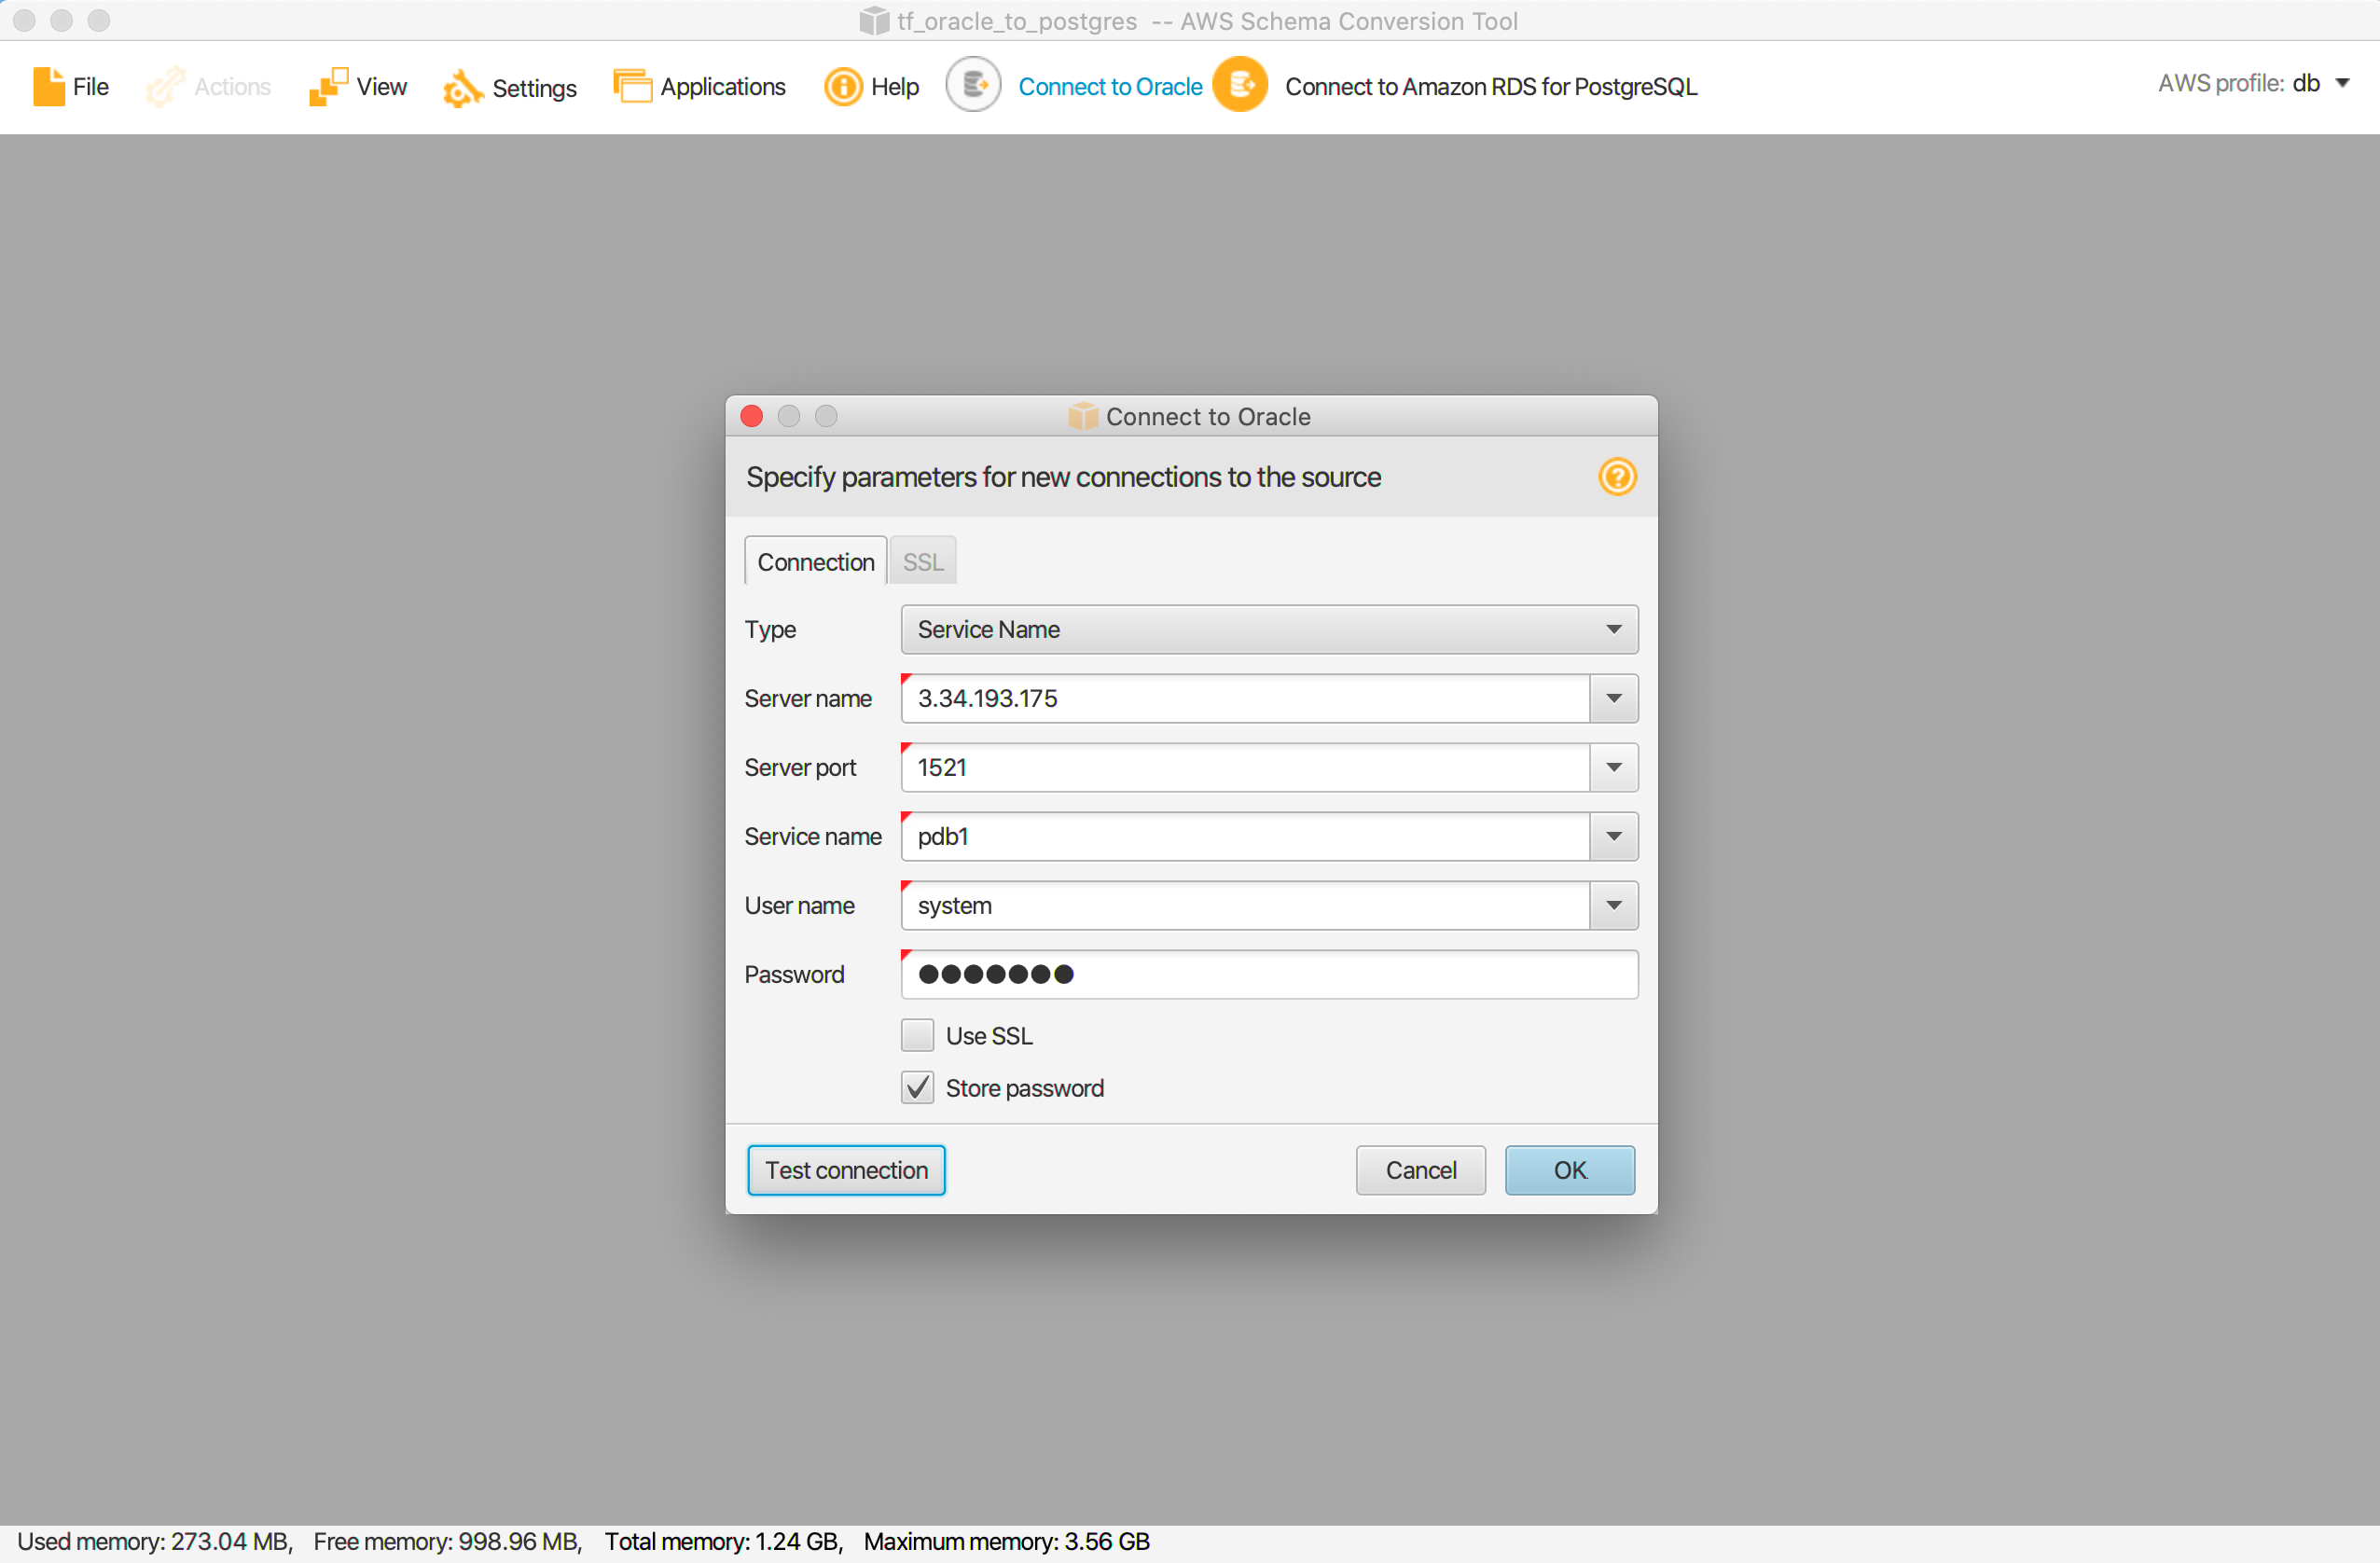 tf_oracle_to_postgres -- AWS Schema Conversion Tool
File Actions View Settings Applications Help Connect to Oracle Connect to Amazon RDS for PostgreSQL AWS profile: db
Connect to Oracle
Specify parameters for new connections to the source ?
Connection SSL
Type Service Name
Server name 3.34.193.175
Server port 1521
Service name pdb1
User name system
Password ●●●●●●●
Use SSL
Store password
Test connection Cancel OK
Used memory: 273.04 MB, Free memory: 998.96 MB, Total memory: 1.24 GB, Maximum memory: 3.56 GB